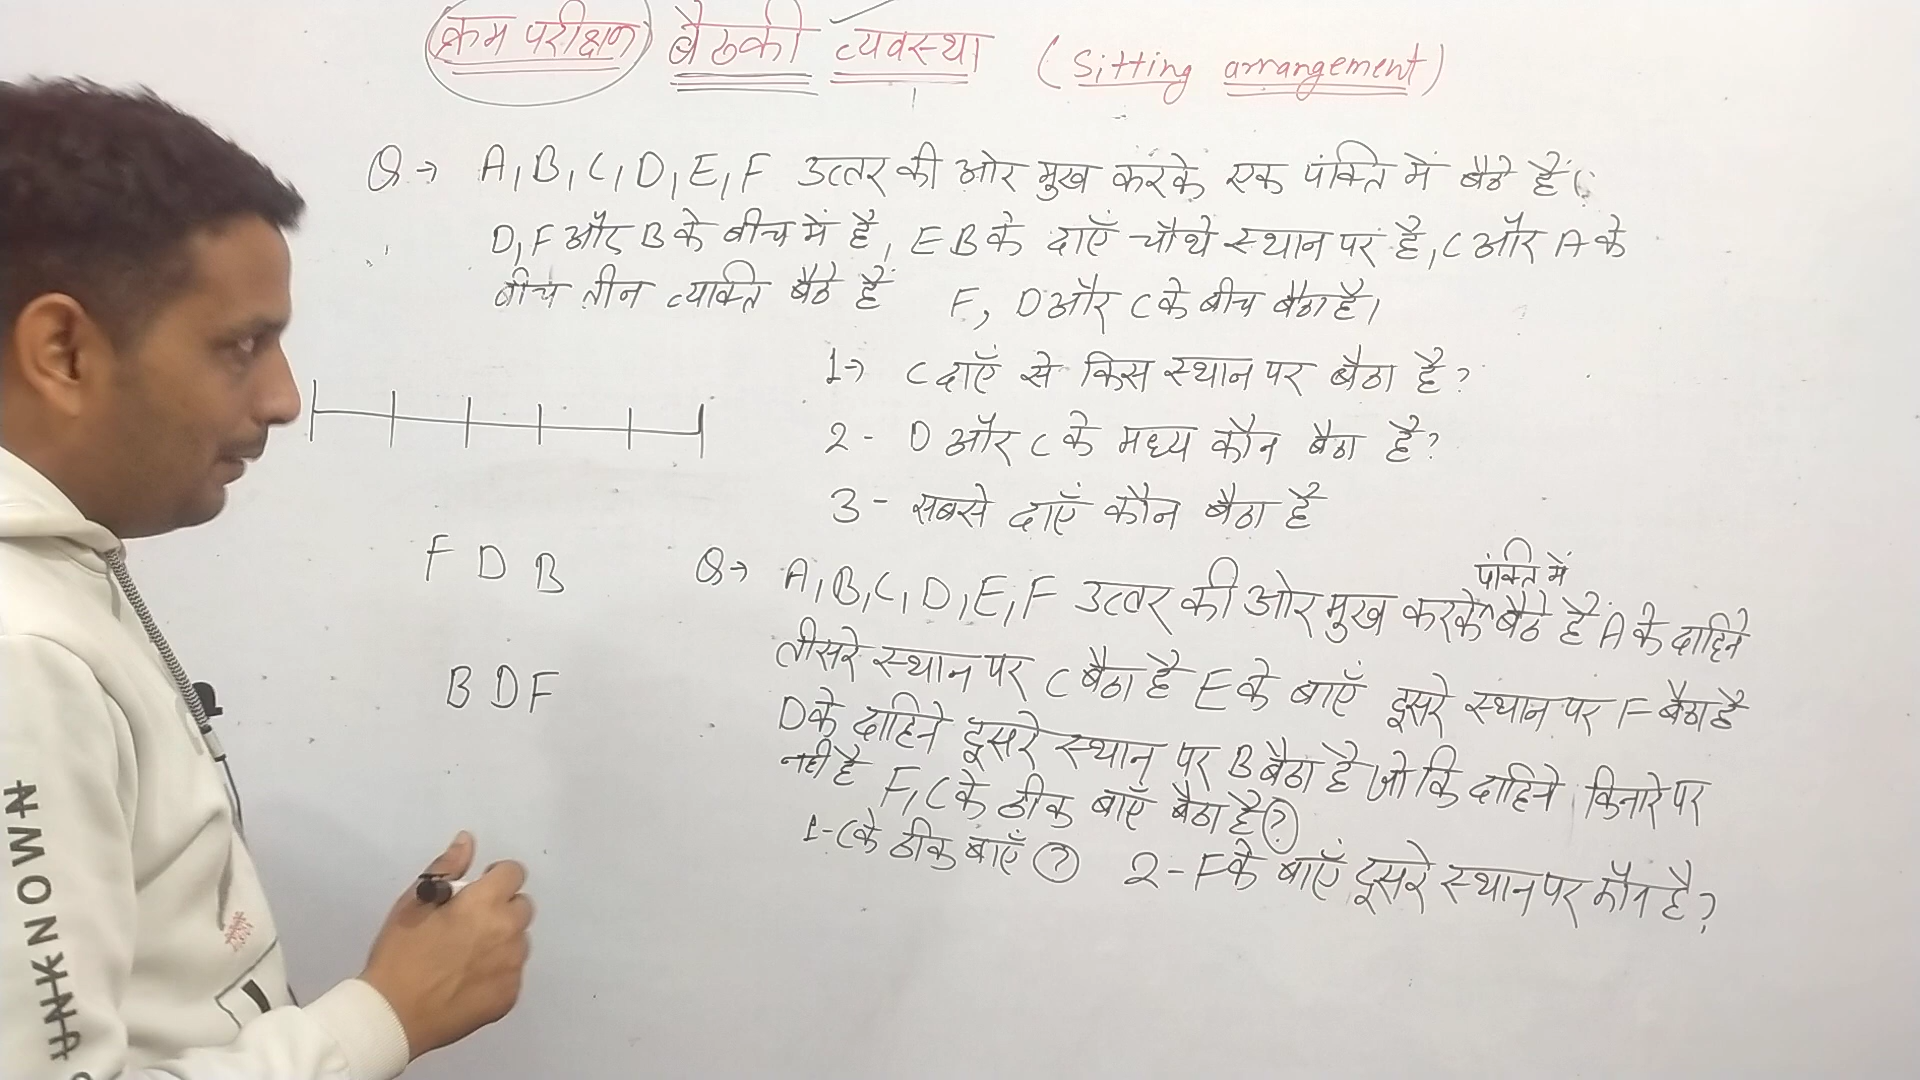 क्रम परीक्षण बैठकी व्यवस्था (Sitting arrangement)
Q→ A, B, C, D, E, F उत्तर की ओर मुख करके एक पंक्ति में बैठे हैं।
D, F और B के बीच में है, E B के दाएँ चौथे स्थान पर है, C और A के
बीच तीन व्यक्ति बैठे हैं F, D और C के बीच बैठा है।
1→ C दाएँ से किस स्थान पर बैठा है?
2- D और C के मध्य कौन बैठा है?
3- सबसे दाएँ कौन बैठा है
F D B
B D F
Q→ A, B, C, D, E, F उत्तर की ओर मुख करके पंक्ति में बैठे हैं A के दाहिने
तीसरे स्थान पर C बैठा है E के बाएँ दूसरे स्थान पर F बैठा है
D के दाहिने दूसरे स्थान पर B बैठा है जो कि दाहिने किनारे पर
नही है F, C के ठीक बाएँ बैठा है ?
1- C के ठीक बाएँ ? 2- F के बाएँ दूसरे स्थान पर कौन है?